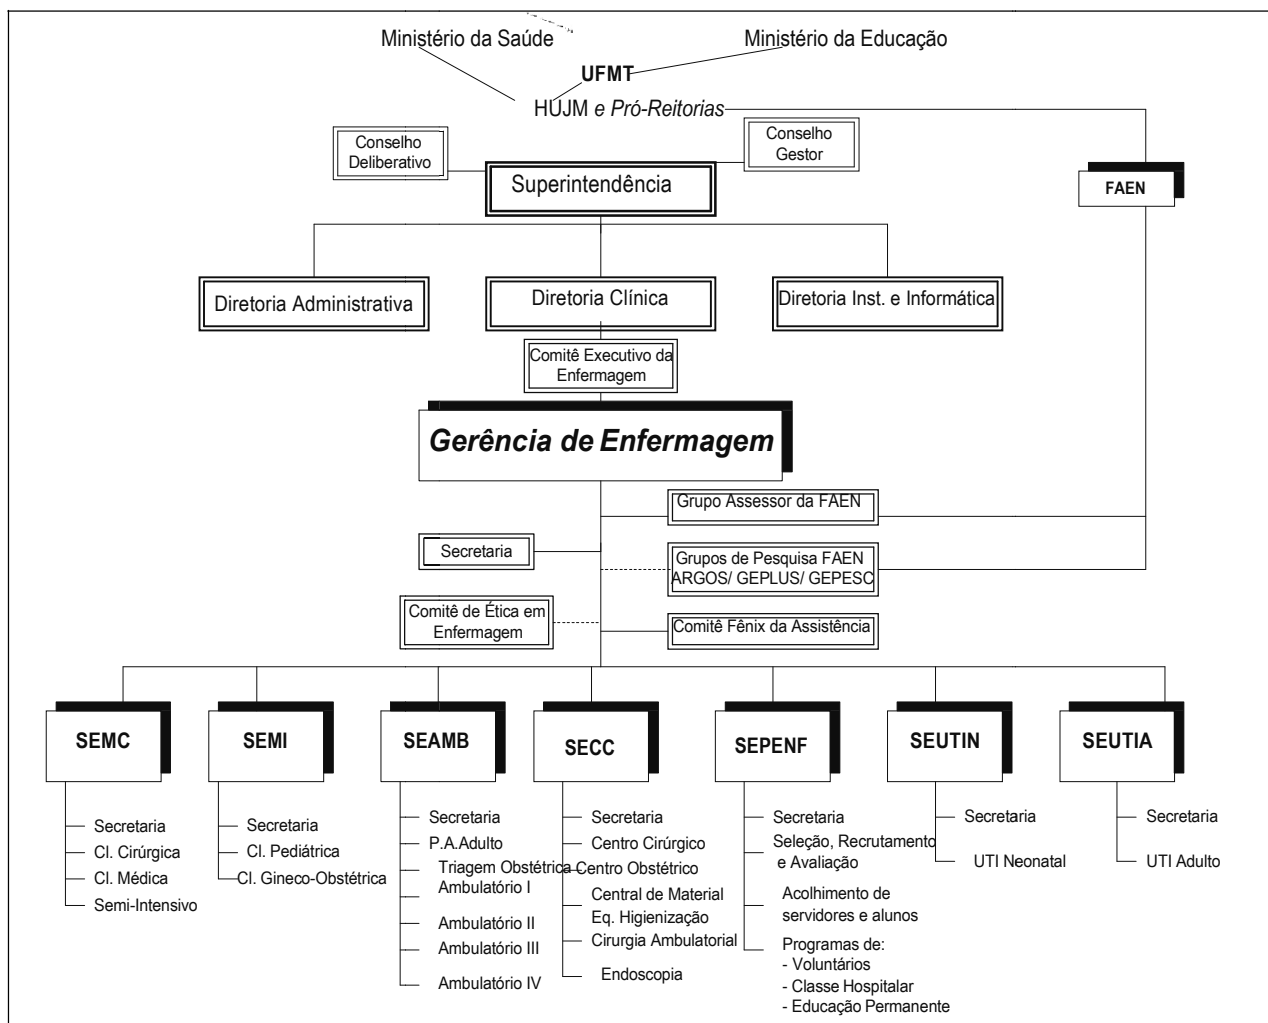 Ministério da Saúde
Ministério da Educação
UFMT
HUJM e Pró-Reitorias
Conselho
Deliberativo
Conselho
Gestor
Superintendência
FAEN
Diretoria Administrativa
Diretoria Clínica
Diretoria Inst. e Informática
Comitê Executivo da
Enfermagem
Gerência de Enfermagem
Grupo Assessor da FAEN
Secretaria
Grupos de Pesquisa FAEN
ARGOS/ GEPLUS/ GEPESC
Comitê de Ética em
Enfermagem
Comitê Fênix da Assistência
SEMC
SEMI
SEAMB
SECC
SEPENF
SEUTIN
SEUTIA
Secretaria
Cl. Cirúrgica
Cl. Médica
Semi-Intensivo
Secretaria
Cl. Pediátrica
Cl. Gineco-Obstétrica
Secretaria
P.A.Adulto
Triagem Obstétrica
Ambulatório I
Ambulatório II
Ambulatório III
Ambulatório IV
Secretaria
Centro Cirúrgico
Centro Obstétrico
Central de Material
Eq. Higienização
Cirurgia Ambulatorial
Endoscopia
Secretaria
Seleção, Recrutamento
e Avaliação
Acolhimento de
servidores e alunos
Programas de:
- Voluntários
- Classe Hospitalar
- Educação Permanente
Secretaria
UTI Neonatal
Secretaria
UTI Adulto